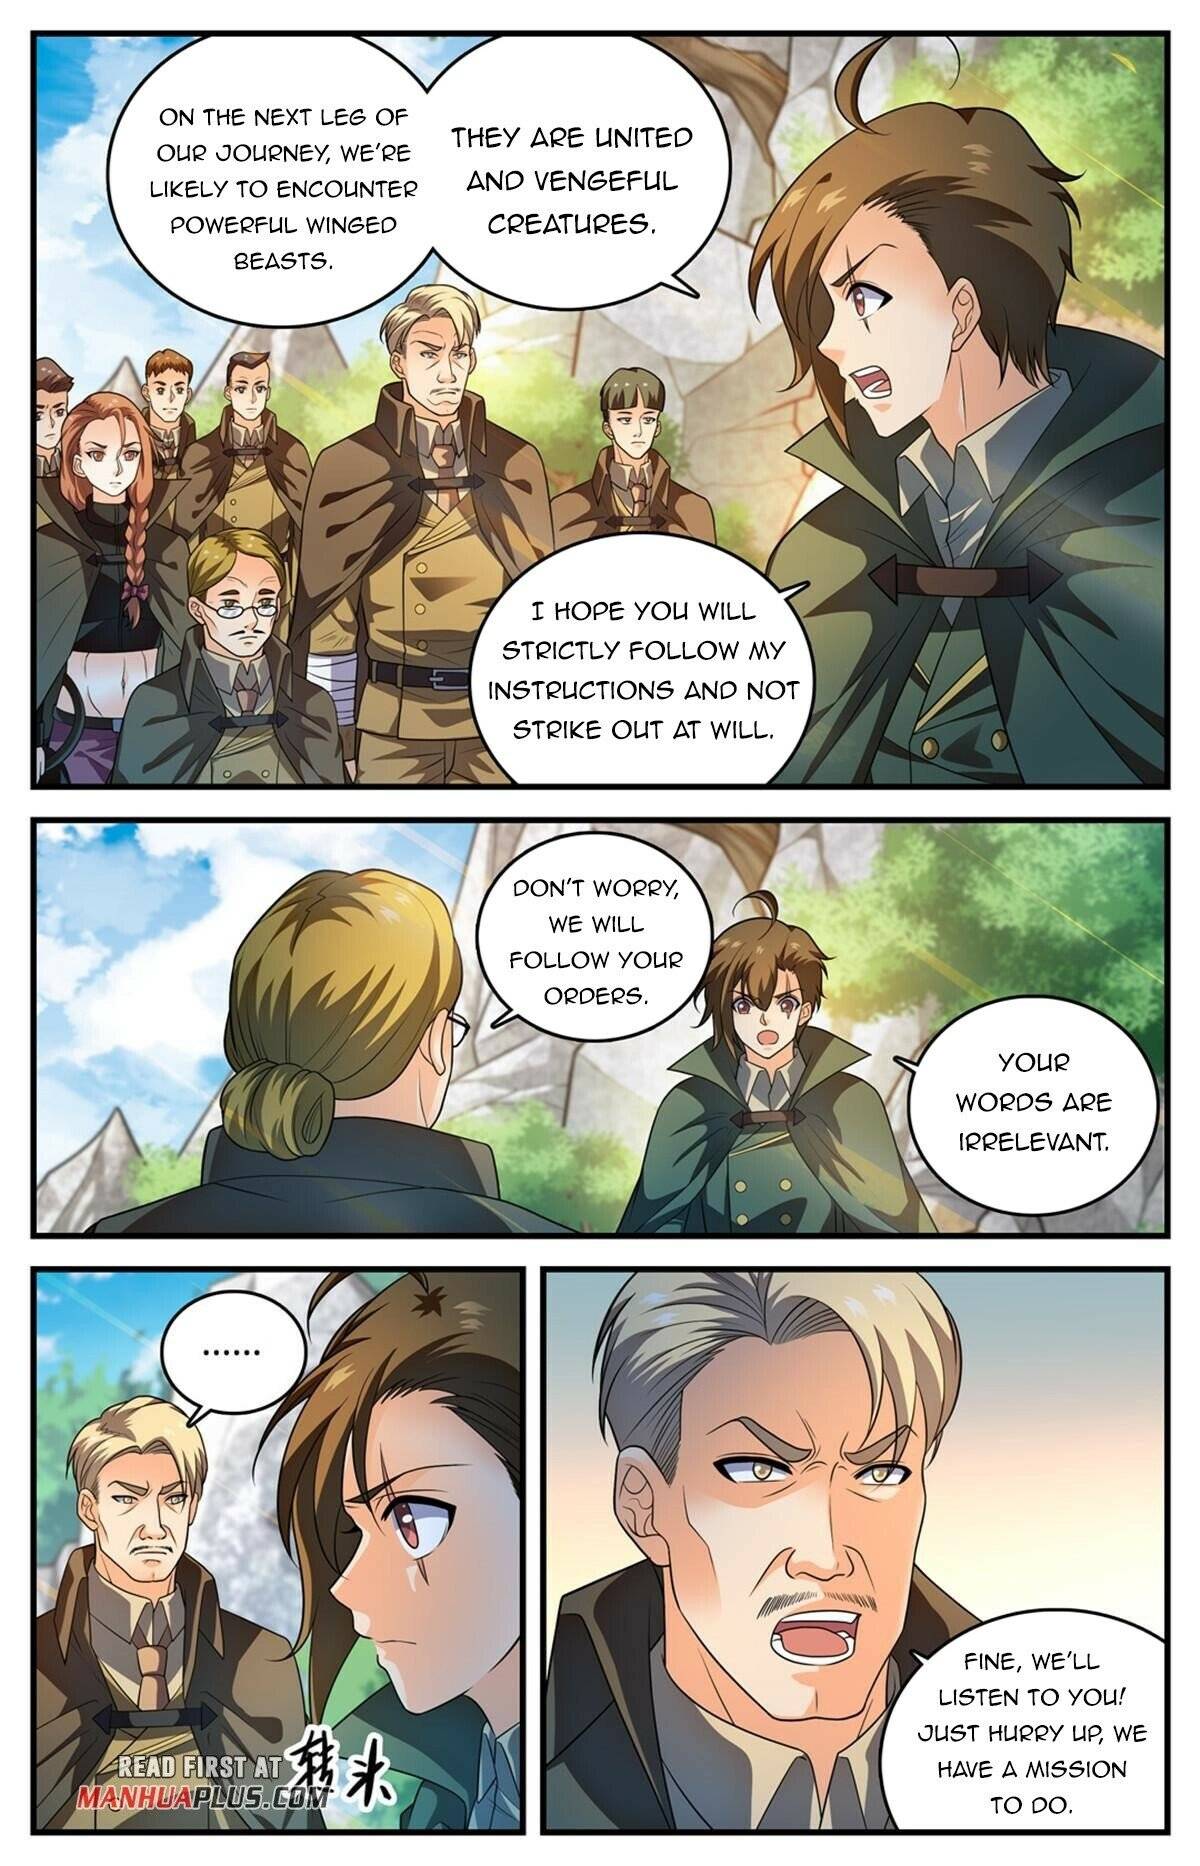 ON THE NEXT LEG OF
OUR JOURNEY, WE'RE
LIKELY TO ENCOUNTER
POWERFUL WINGED
BEASTS.
THEY ARE UNITED
AND VENGEFUL
CREATURES.
I HOPE YOU WILL
STRICTLY FOLLOW MY
INSTRUCTIONS AND NOT
STRIKE OUT AT WILL.
DON'T WORRY,
WE WILL
FOLLOW YOUR
ORDERS.
YOUR
WORDS ARE
IRRELEVANT.
......
转头
READ FIRST AT
MANHUAPLUS.COM
FINE, WE'LL
LISTEN TO YOU!
JUST HURRY UP, WE
HAVE A MISSION
TO DO.